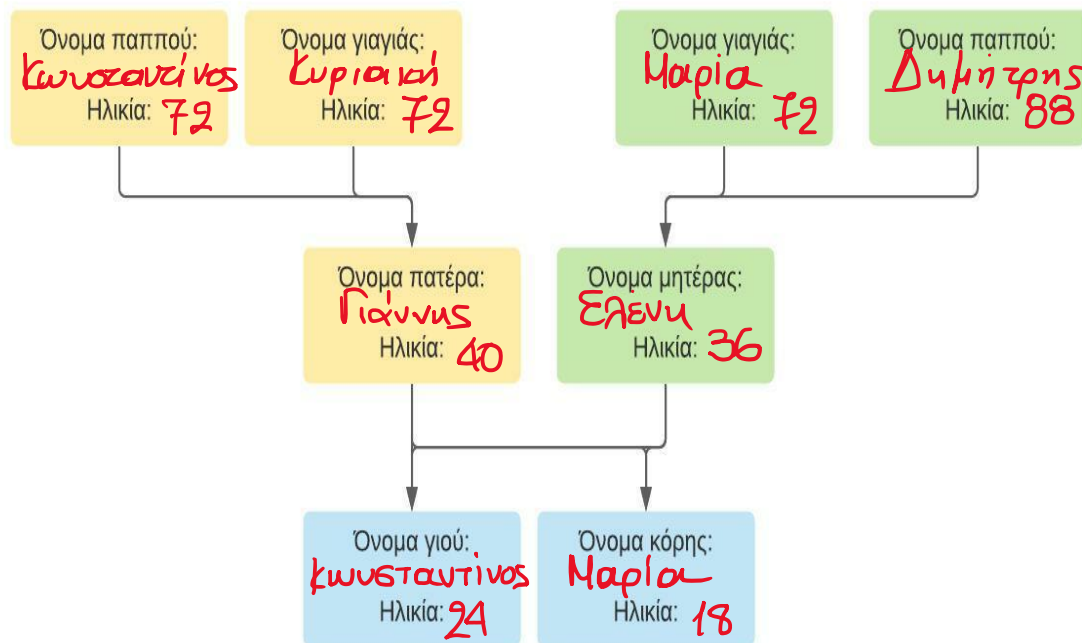 Όνομα παππού:
Κωνσταντίνος
Ηλικία: 72
Όνομα γιαγιάς:
Κυριακή
Ηλικία: 72
Όνομα γιαγιάς:
Μαρία
Ηλικία: 72
Όνομα παππού:
Δημήτρης
Ηλικία: 88
Όνομα πατέρα:
Γιάννης
Ηλικία: 40
Όνομα μητέρας:
Ελένη
Ηλικία: 36
Όνομα γιού:
Κωνσταντίνος
Ηλικία: 24
Όνομα κόρης:
Μαρία
Ηλικία: 18